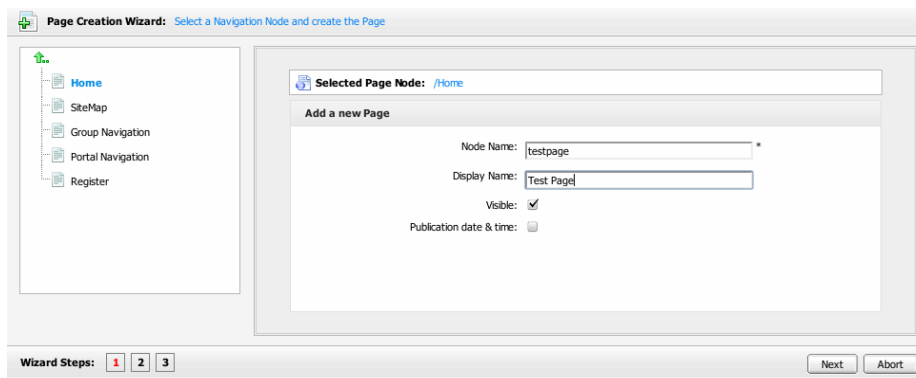 Page Creation Wizard: Select a Navigation Node and create the Page
Home
SiteMap
Group Navigation
Portal Navigation
Register
Selected Page Node: /Home
Add a new Page
Node Name: testpage *
Display Name: Test Page
Visible:
Publication date & time:
Wizard Steps: 1 2 3
Next Abort